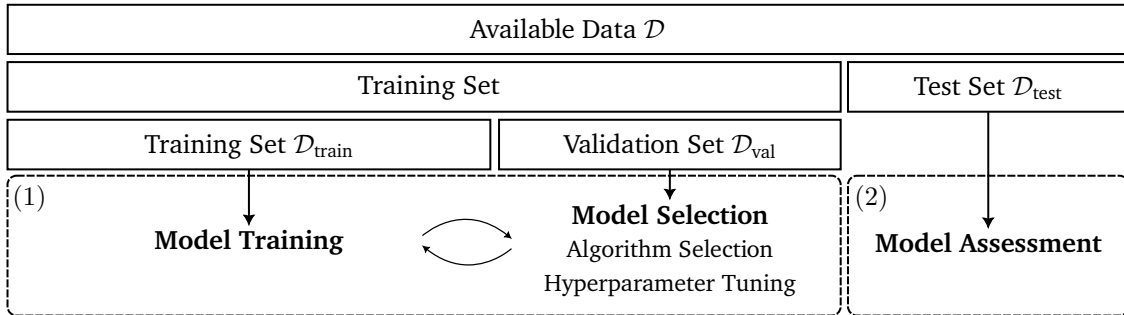 Available Data 𝒟
Training Set
Test Set 𝒟test
Training Set 𝒟train
Validation Set 𝒟val
(1)
Model Training
Model Selection
Algorithm Selection
Hyperparameter Tuning
(2)
Model Assessment